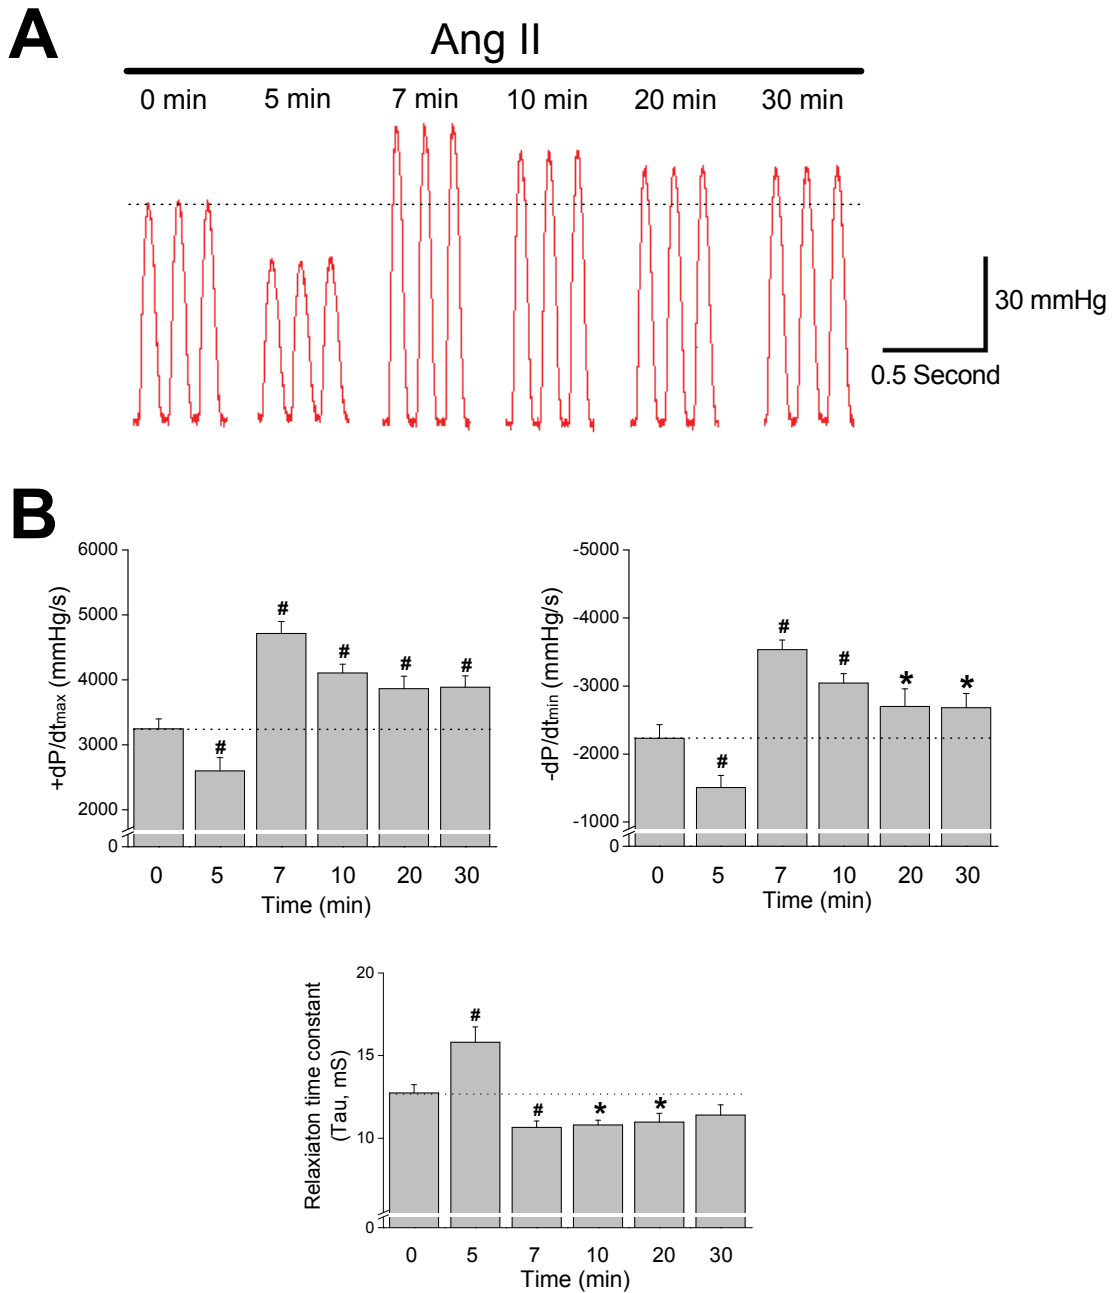 A
Ang II
0 min 5 min 7 min 10 min 20 min 30 min
30 mmHg
0.5 Second
B
+dP/dtmax (mmHg/s)
6000
5000
4000
3000
2000
0
# # # # #
0 5 7 10 20 30
Time (min)
-dP/dtmin (mmHg/s)
-5000
-4000
-3000
-2000
-1000
0
# # # * *
0 5 7 10 20 30
Time (min)
Relaxiaton time constant
(Tau, mS)
20
15
10
0
# # * *
0 5 7 10 20 30
Time (min)